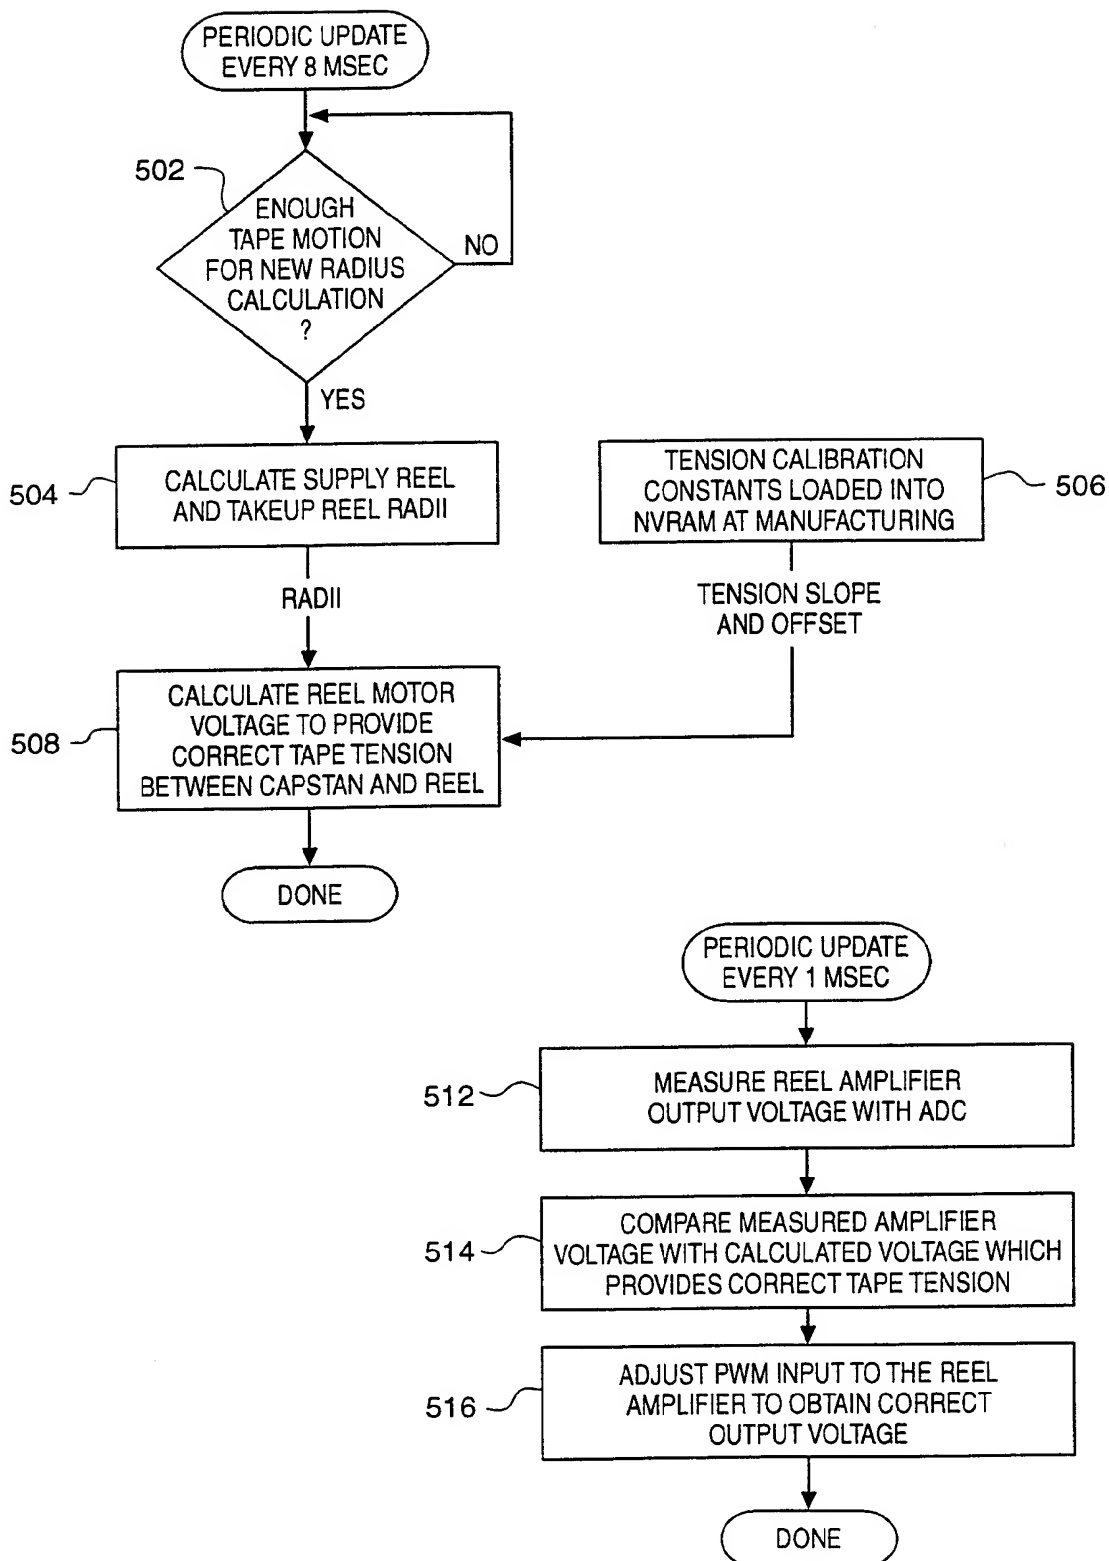 PERIODIC UPDATE
EVERY 8 MSEC
502
ENOUGH
TAPE MOTION
FOR NEW RADIUS
CALCULATION
?
NO
YES
504
CALCULATE SUPPLY REEL
AND TAKEUP REEL RADII
TENSION CALIBRATION
CONSTANTS LOADED INTO
NVRAM AT MANUFACTURING
506
RADII
TENSION SLOPE
AND OFFSET
508
CALCULATE REEL MOTOR
VOLTAGE TO PROVIDE
CORRECT TAPE TENSION
BETWEEN CAPSTAN AND REEL
DONE
PERIODIC UPDATE
EVERY 1 MSEC
512
MEASURE REEL AMPLIFIER
OUTPUT VOLTAGE WITH ADC
514
COMPARE MEASURED AMPLIFIER
VOLTAGE WITH CALCULATED VOLTAGE WHICH
PROVIDES CORRECT TAPE TENSION
516
ADJUST PWM INPUT TO THE REEL
AMPLIFIER TO OBTAIN CORRECT
OUTPUT VOLTAGE
DONE